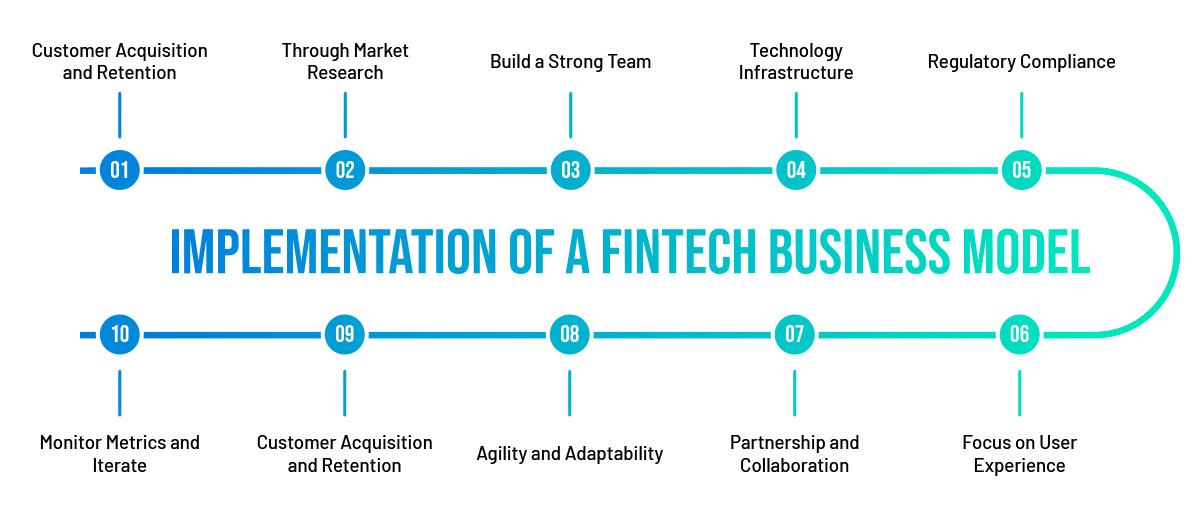 Customer Acquisition
and Retention
Through Market
Research
Build a Strong Team
Technology
Infrastructure
Regulatory Compliance
01
02
03
04
05
IMPLEMENTATION OF A FINTECH BUSINESS MODEL
10
09
08
07
06
Monitor Metrics and
Iterate
Customer Acquisition
and Retention
Agility and Adaptability
Partnership and
Collaboration
Focus on User
Experience